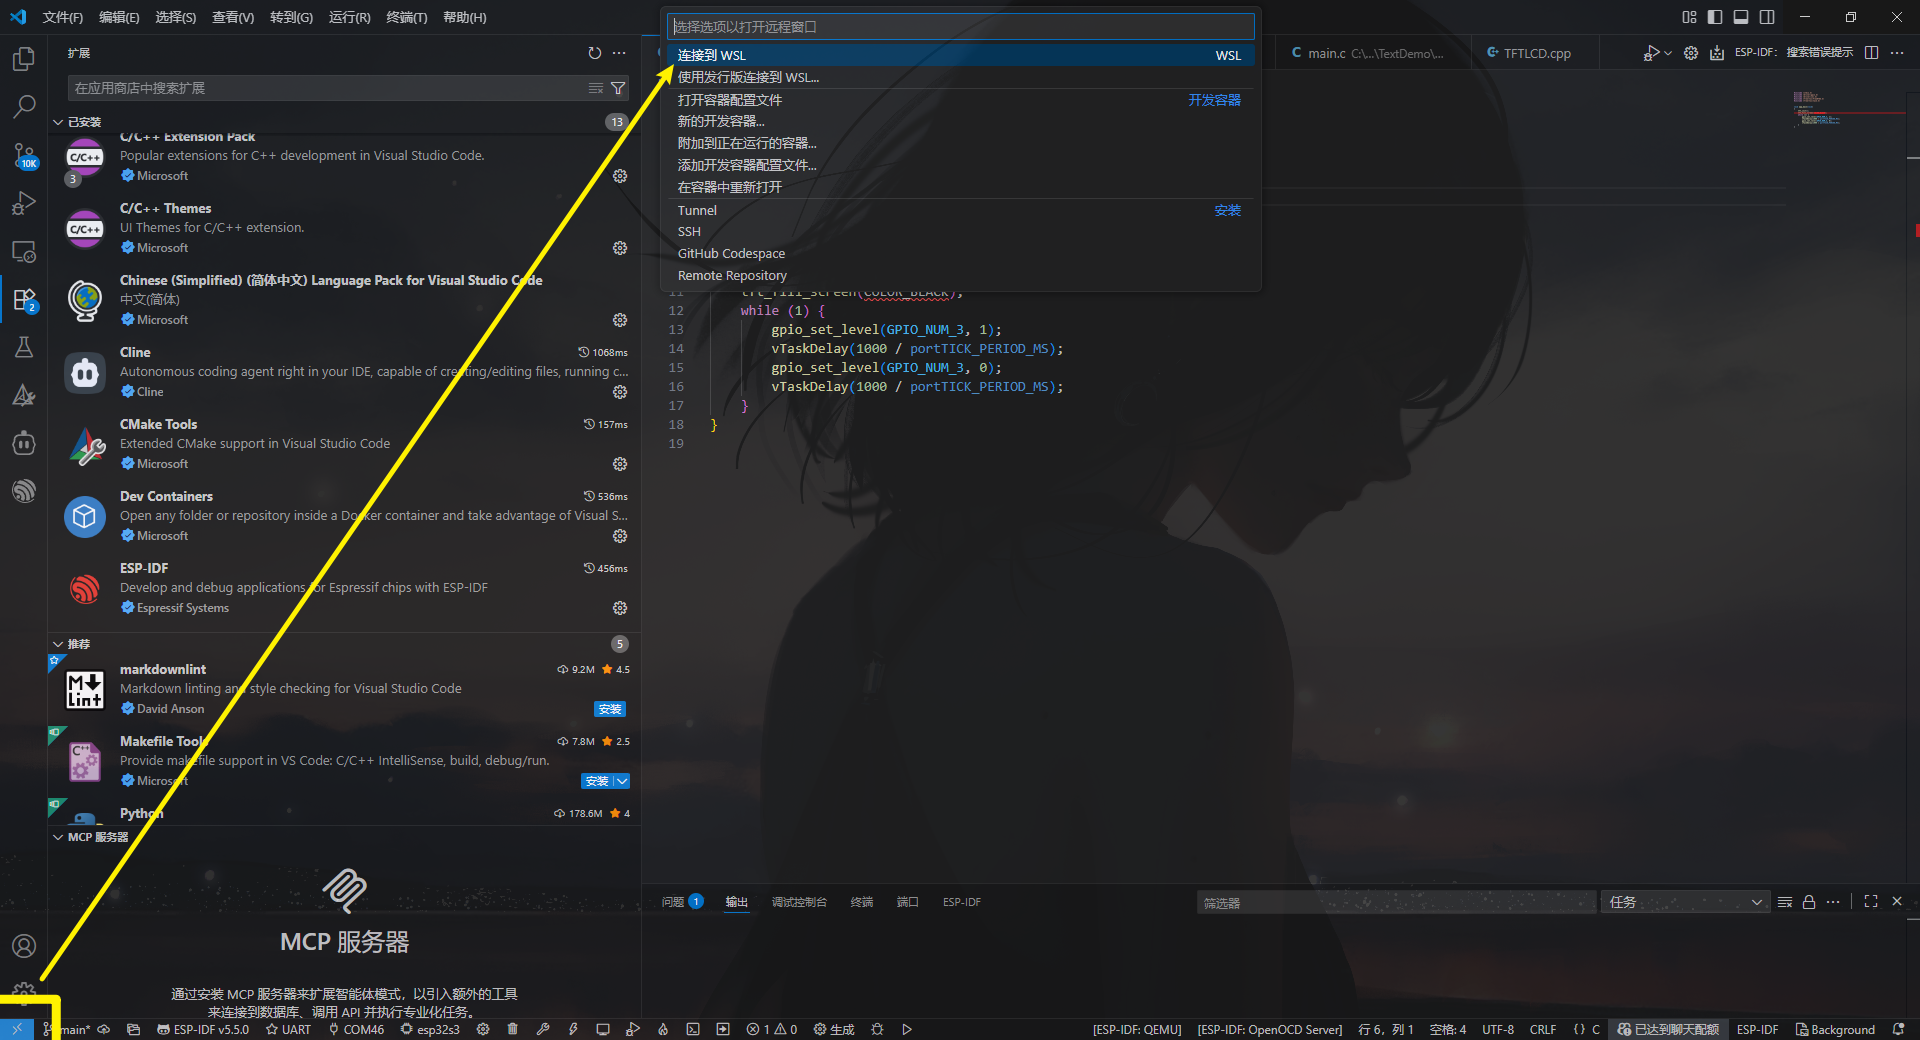 文件(F) 编辑(E) 选择(S) 查看(V) 转到(G) 运行(R) 终端(T) 帮助(H)
选择选项以打开远程窗口
连接到 WSL WSL
使用发行版连接到 WSL...
打开容器配置文件 开发容器
新的开发容器...
附加到正在运行的容器...
添加开发容器配置文件...
在容器中重新打开
Tunnel 安装
SSH
GitHub Codespace
Remote Repository
C main.c C:\...\TextDemo\...
TFTLCD.cpp
ESP-IDF: 搜索错误提示
扩展
在应用商店中搜索扩展
已安装 13
C/C++ Extension Pack
Popular extensions for C++ development in Visual Studio Code.
C/C++
3
Microsoft
C/C++ Themes
UI Themes for C/C++ extension.
C/C++
Microsoft
Chinese (Simplified) (简体中文) Language Pack for Visual Studio Code
中文(简体)
Microsoft
Cline 1068ms
Autonomous coding agent right in your IDE, capable of creating/editing files, running c...
Cline
CMake Tools 157ms
Extended CMake support in Visual Studio Code
Microsoft
Dev Containers 536ms
Open any folder or repository inside a Docker container and take advantage of Visual S...
Microsoft
ESP-IDF 456ms
Develop and debug applications for Espressif chips with ESP-IDF
Espressif Systems
推荐 5
markdownlint 9.2M 4.5
Markdown linting and style checking for Visual Studio Code
M lint
David Anson 安装
Makefile Tools 7.8M 2.5
Provide makefile support in VS Code: C/C++ IntelliSense, build, debug/run.
C++
Microsoft 安装
Python 178.6M 4
MCP 服务器
MCP 服务器
通过安装 MCP 服务器来扩展智能体模式，以引入额外的工具
来连接到数据库、调用 API 并执行专业化任务。
10K
2
11 tft_fill_screen(COLOR_BLACK);
12 while (1) {
13 gpio_set_level(GPIO_NUM_3, 1);
14 vTaskDelay(1000 / portTICK_PERIOD_MS);
15 gpio_set_level(GPIO_NUM_3, 0);
16 vTaskDelay(1000 / portTICK_PERIOD_MS);
17 }
18 }
19
问题 1 输出 调试控制台 终端 端口 ESP-IDF
筛选器 任务
main* ESP-IDF v5.5.0 UART COM46 esp32s3 1 0 生成
[ESP-IDF: QEMU] [ESP-IDF: OpenOCD Server] 行 6，列 1 空格: 4 UTF-8 CRLF {} C 已达到聊天配额 ESP-IDF Background